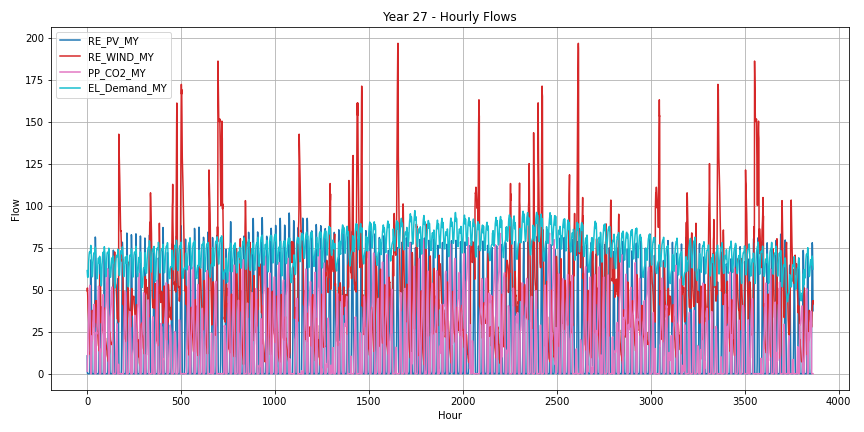 Year 27 - Hourly Flows
RE_PV_MY
RE_WIND_MY
PP_CO2_MY
EL_Demand_MY
Flow
200
175
150
125
100
75
50
25
0
0 500 1000 1500 2000 2500 3000 3500 4000
Hour